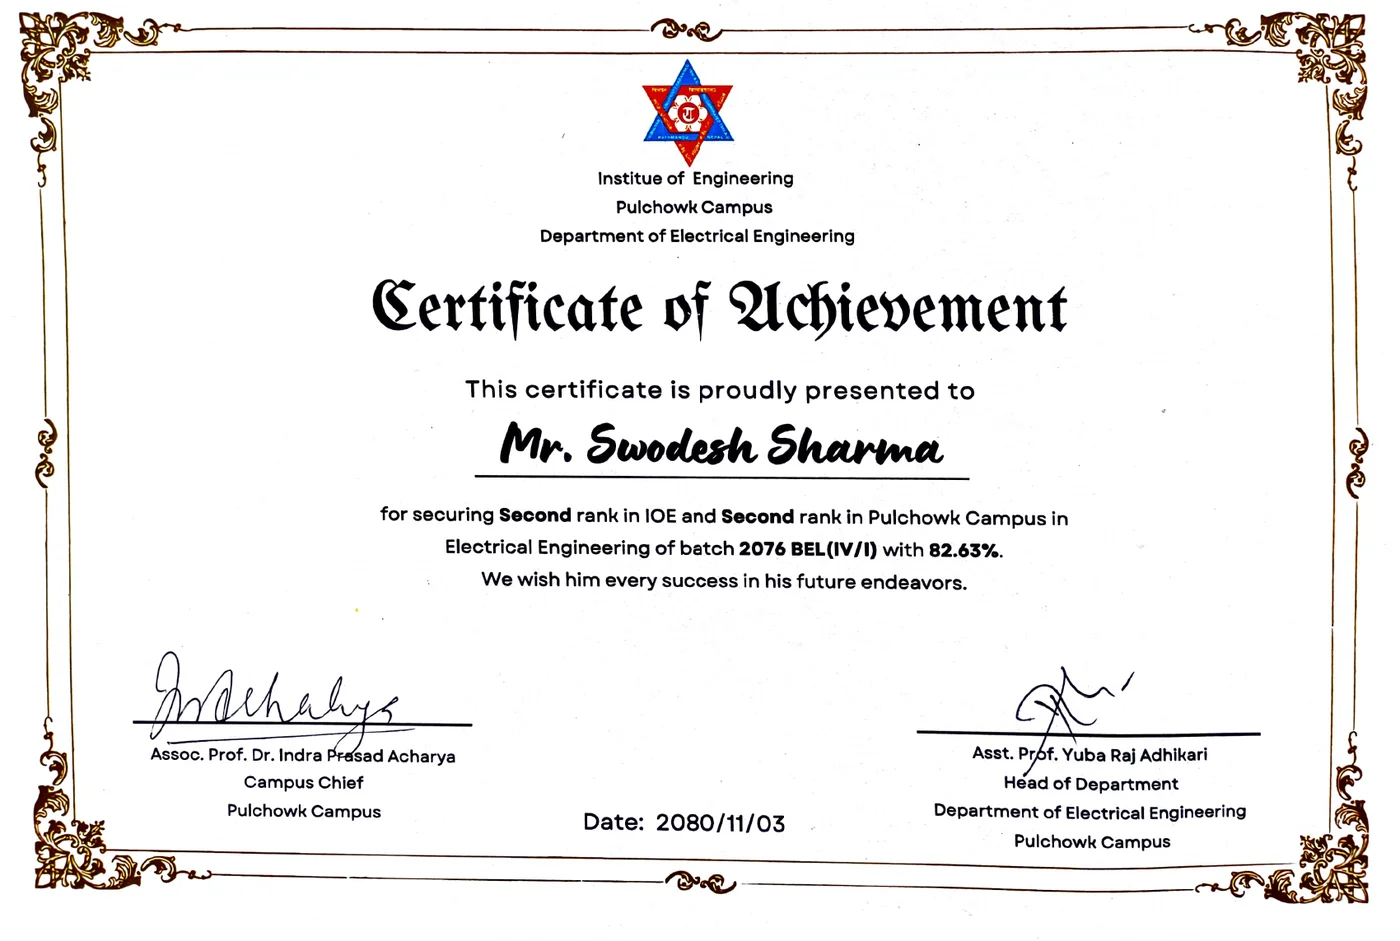 Institue of Engineering
Pulchowk Campus
Department of Electrical Engineering
Certificate of Achievement
This certificate is proudly presented to
Mr. Swodesh Sharma
for securing Second rank in IOE and Second rank in Pulchowk Campus in
Electrical Engineering of batch 2076 BEL(IV/I) with 82.63%.
We wish him every success in his future endeavors.
Assoc. Prof. Dr. Indra Prasad Acharya
Campus Chief
Pulchowk Campus
Date: 2080/11/03
Asst. Prof. Yuba Raj Adhikari
Head of Department
Department of Electrical Engineering
Pulchowk Campus